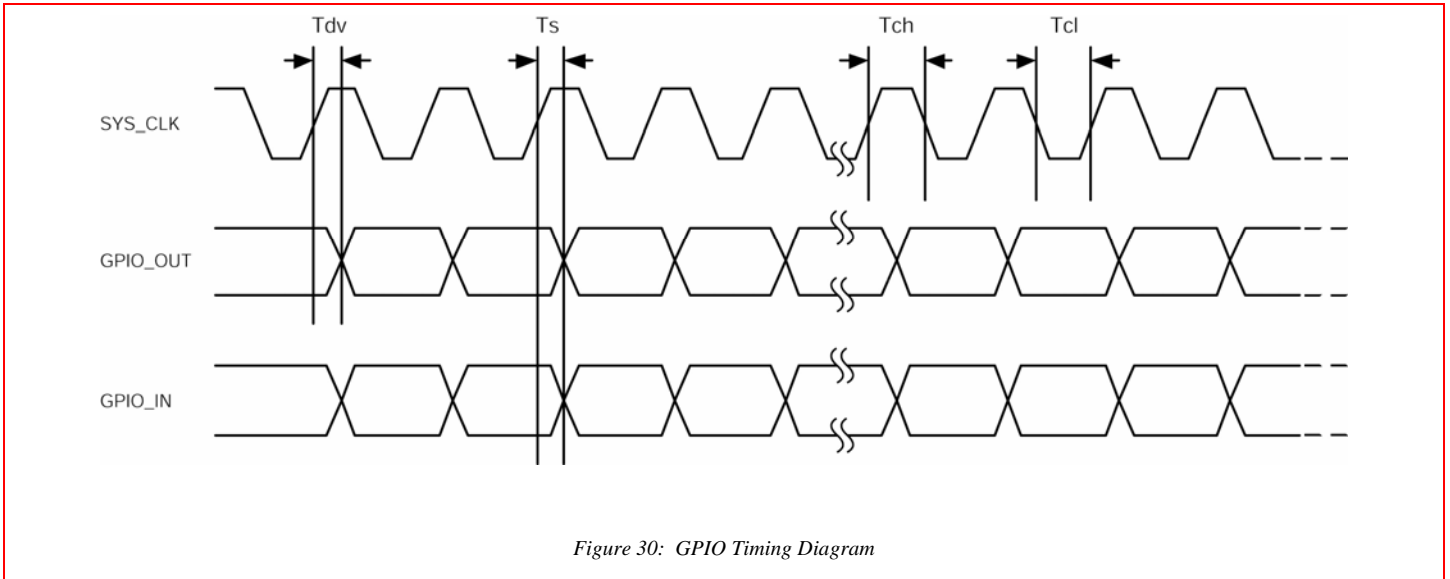 Tdv Ts Tch Tcl
SYS_CLK
GPIO_OUT
GPIO_IN
Figure 30: GPIO Timing Diagram